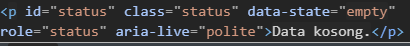 <p id="status" class="status" data-state="empty"
role="status" aria-live="polite">Data kosong.</p>